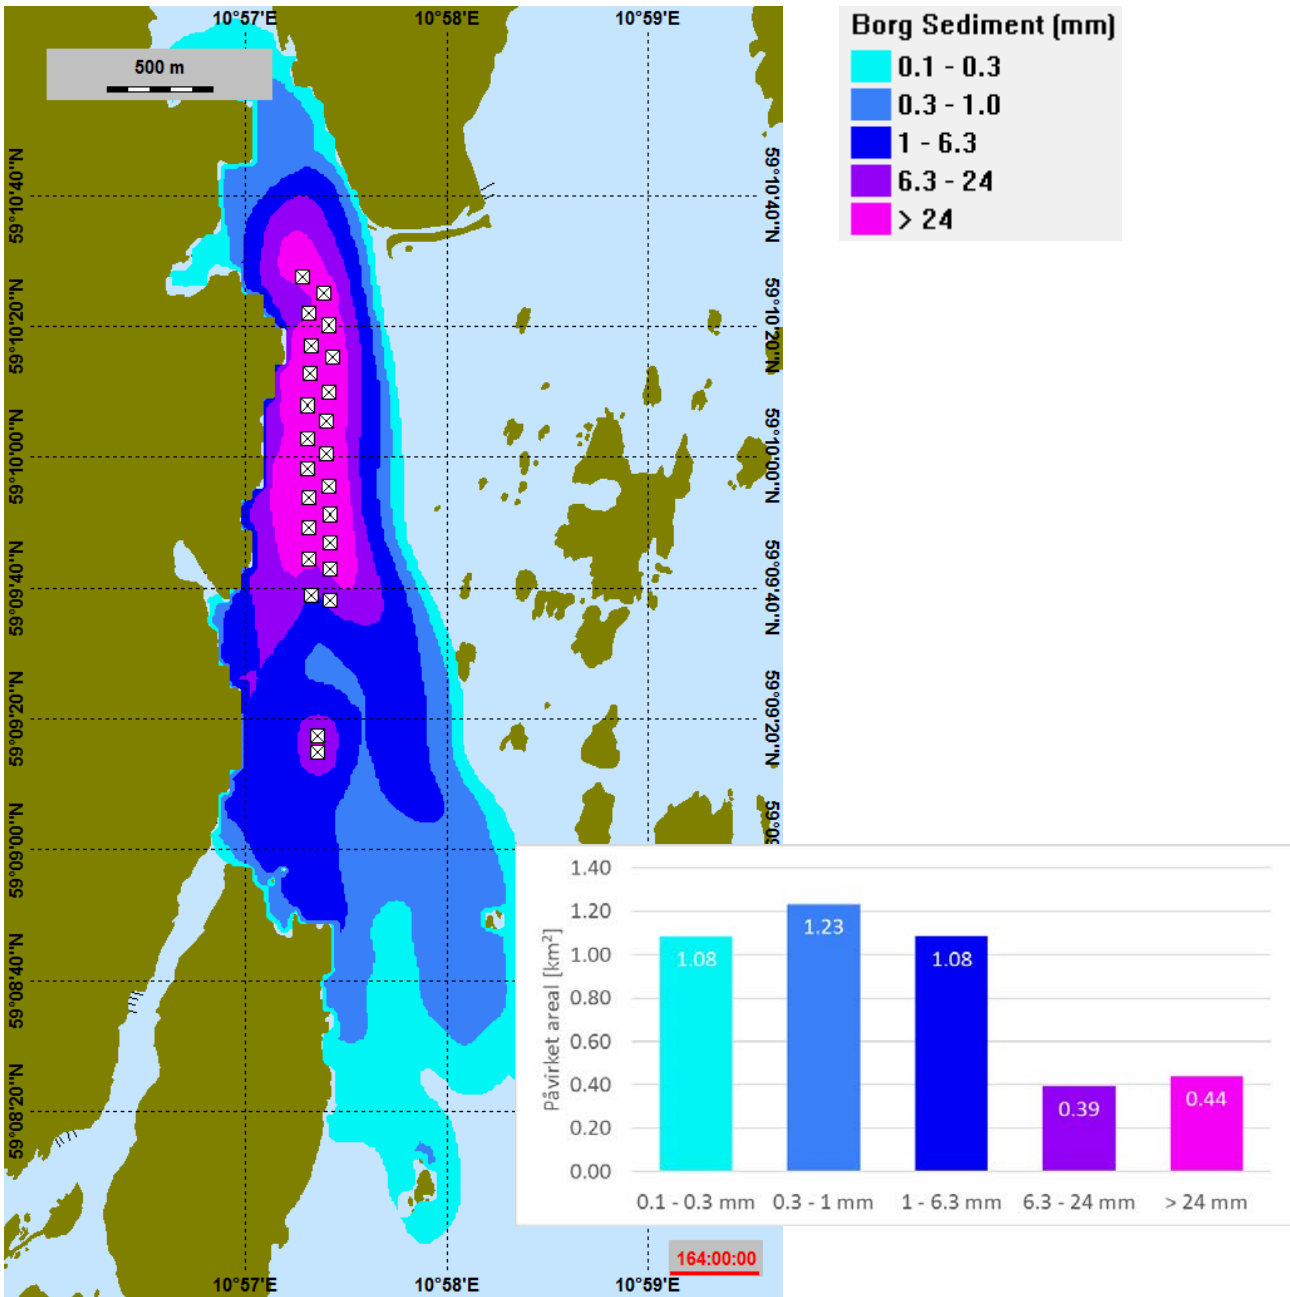 10°57'E 10°58'E 10°59'E
500 m
Borg Sediment (mm)
0.1 - 0.3
0.3 - 1.0
1 - 6.3
6.3 - 24
> 24
59°10'40"N 59°10'40"N
59°10'20"N 59°10'20"N
59°10'00"N 59°10'00"N
59°09'40"N 59°09'40"N
59°09'20"N 59°09'20"N
59°09'00"N 59°09
59°08'40"N
59°08'20"N
Påvirket areal [km²]
1.40
1.20
1.00
0.80
0.60
0.40
0.20
0.00
1.08 1.23 1.08 0.39 0.44
0.1 - 0.3 mm 0.3 - 1 mm 1 - 6.3 mm 6.3 - 24 mm > 24 mm
164:00:00
10°57'E 10°58'E 10°59'E